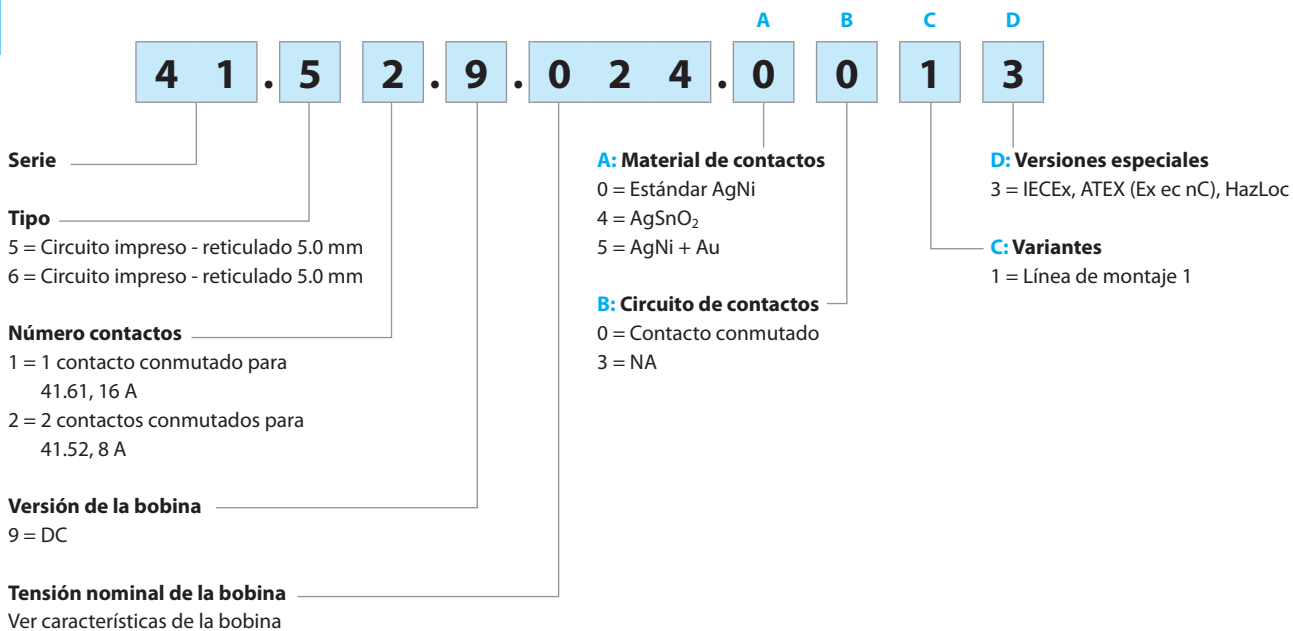 A B C D
4 1 . 5 2 . 9 . 0 2 4 . 0 0 1 3
Serie
Tipo
5 = Circuito impreso - reticulado 5.0 mm
6 = Circuito impreso - reticulado 5.0 mm
Número contactos
1 = 1 contacto conmutado para
41.61, 16 A
2 = 2 contactos conmutados para
41.52, 8 A
Versión de la bobina
9 = DC
Tensión nominal de la bobina
Ver características de la bobina
A: Material de contactos
0 = Estándar AgNi
4 = AgSnO₂
5 = AgNi + Au
B: Circuito de contactos
0 = Contacto conmutado
3 = NA
D: Versiones especiales
3 = IECEx, ATEX (Ex ec nC), HazLoc
C: Variantes
1 = Línea de montaje 1